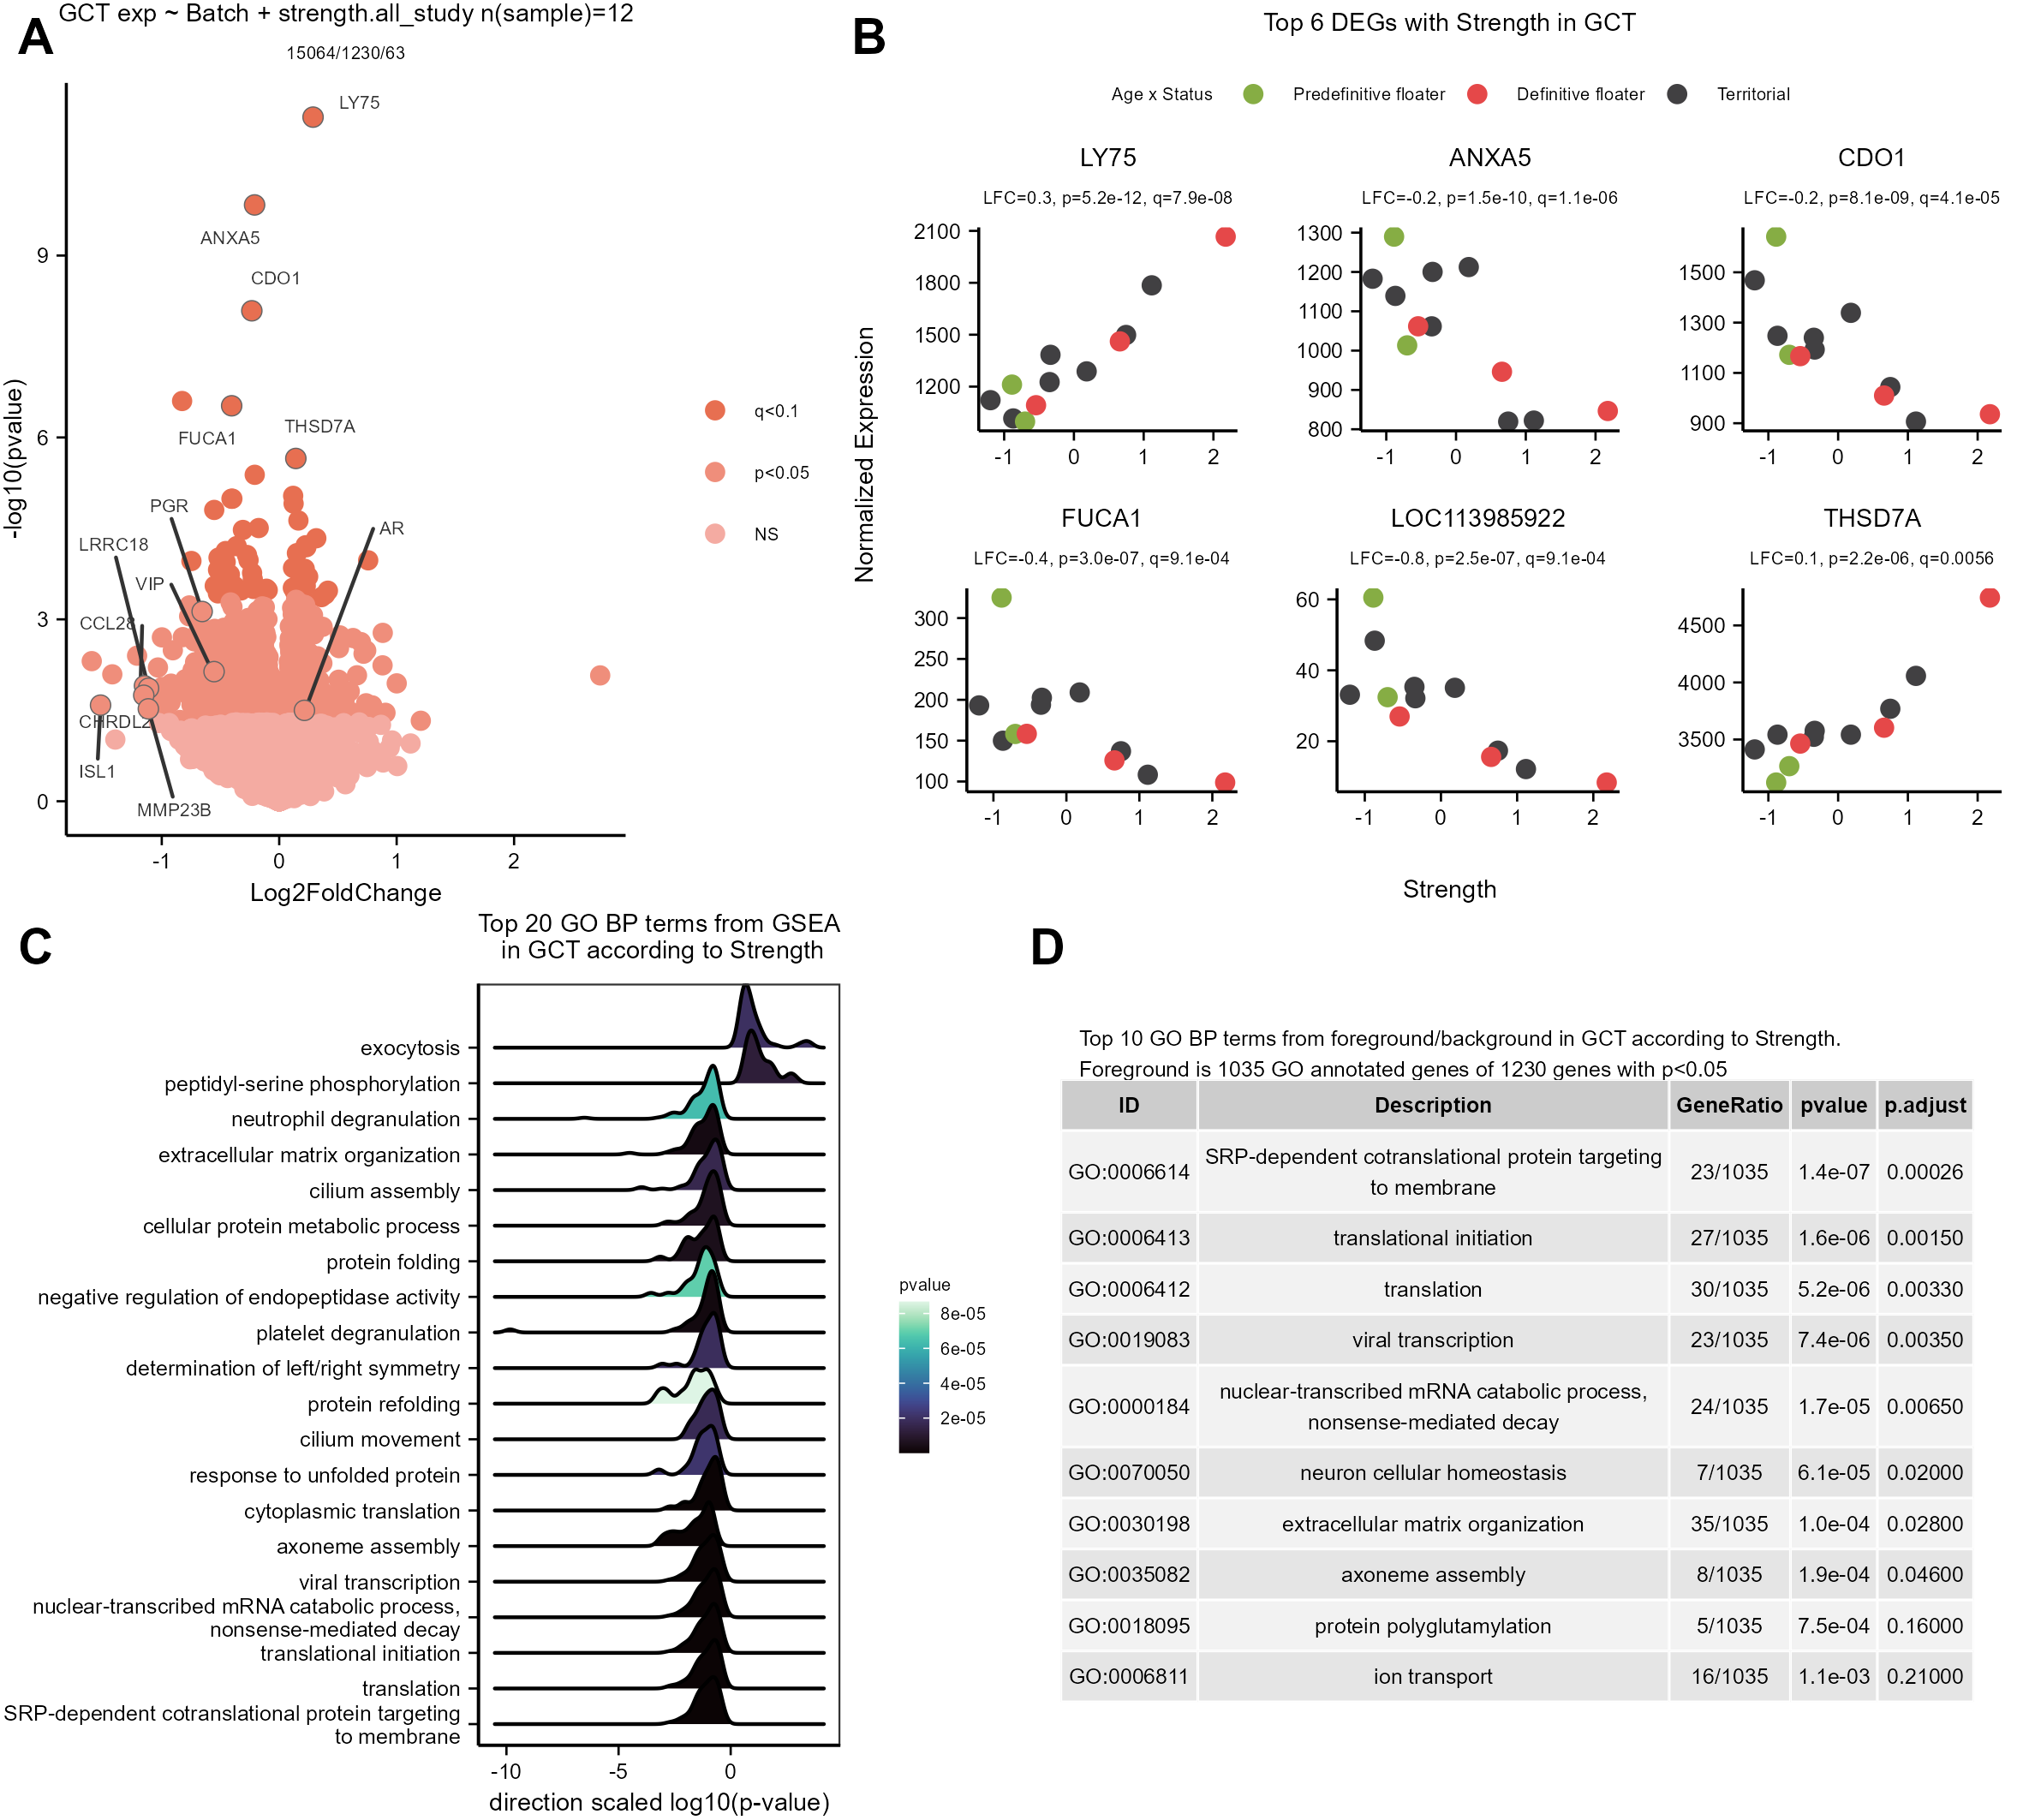 A
GCT exp ~ Batch + strength.all_study n(sample)=12
15064/1230/63
LY75
ANXA5
CDO1
FUCA1
THSD7A
PGR
AR
LRRC18
VIP
CCL28
CHRDL2
ISL1
MMP23B
9
6
3
0
-log10(pvalue)
-1 0 1 2
Log2FoldChange
q<0.1
p<0.05
NS
B
Top 6 DEGs with Strength in GCT
Age x Status Predefinitive floater Definitive floater Territorial
Normalized Expression
LY75
LFC=0.3, p=5.2e-12, q=7.9e-08
2100
1800
1500
1200
-1 0 1 2
ANXA5
LFC=-0.2, p=1.5e-10, q=1.1e-06
1300
1200
1100
1000
900
800
-1 0 1 2
CDO1
LFC=-0.2, p=8.1e-09, q=4.1e-05
1500
1300
1100
900
-1 0 1 2
FUCA1
LFC=-0.4, p=3.0e-07, q=9.1e-04
300
250
200
150
100
-1 0 1 2
LOC113985922
LFC=-0.8, p=2.5e-07, q=9.1e-04
60
40
20
-1 0 1 2
THSD7A
LFC=0.1, p=2.2e-06, q=0.0056
4500
4000
3500
-1 0 1 2
Strength
C
Top 20 GO BP terms from GSEA
in GCT according to Strength
exocytosis
peptidyl-serine phosphorylation
neutrophil degranulation
extracellular matrix organization
cilium assembly
cellular protein metabolic process
protein folding
negative regulation of endopeptidase activity
platelet degranulation
determination of left/right symmetry
protein refolding
cilium movement
response to unfolded protein
cytoplasmic translation
axoneme assembly
viral transcription
nuclear-transcribed mRNA catabolic process,
nonsense-mediated decay
translational initiation
translation
SRP-dependent cotranslational protein targeting
to membrane
-10 -5 0
direction scaled log10(p-value)
pvalue
8e-05
6e-05
4e-05
2e-05
D
Top 10 GO BP terms from foreground/background in GCT according to Strength.
Foreground is 1035 GO annotated genes of 1230 genes with p<0.05
ID Description GeneRatio pvalue p.adjust
GO:0006614 SRP-dependent cotranslational protein targeting to membrane 23/1035 1.4e-07 0.00026
GO:0006413 translational initiation 27/1035 1.6e-06 0.00150
GO:0006412 translation 30/1035 5.2e-06 0.00330
GO:0019083 viral transcription 23/1035 7.4e-06 0.00350
GO:0000184 nuclear-transcribed mRNA catabolic process, nonsense-mediated decay 24/1035 1.7e-05 0.00650
GO:0070050 neuron cellular homeostasis 7/1035 6.1e-05 0.02000
GO:0030198 extracellular matrix organization 35/1035 1.0e-04 0.02800
GO:0035082 axoneme assembly 8/1035 1.9e-04 0.04600
GO:0018095 protein polyglutamylation 5/1035 7.5e-04 0.16000
GO:0006811 ion transport 16/1035 1.1e-03 0.21000